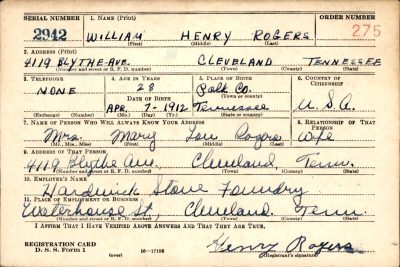 SERIAL NUMBER 1. NAME (Print) ORDER NUMBER
2942 WILLIAM HENRY ROGERS 275
(First) (Middle) (Last)
2. ADDRESS (Print)
4119 BLYTHE AVE. CLEVELAND TENNESSEE
(Number and street or R. F. D. number) (Town) (County) (State)
3. TELEPHONE 4. AGE IN YEARS 5. PLACE OF BIRTH 6. COUNTRY OF CITIZENSHIP
NONE 28 Polk Co.
DATE OF BIRTH (Town or county)
APR. 7-1912 Tennessee U.S.A.
(Exchange) (Number) (Mo.) (Day) (Yr.) (State or country)
7. NAME OF PERSON WHO WILL ALWAYS KNOW YOUR ADDRESS 8. RELATIONSHIP OF THAT PERSON
Mrs. Mary Lou Rogers Wife
(Mr., Mrs., Miss) (First) (Middle) (Last)
9. ADDRESS OF THAT PERSON
4119 Blythe Ave, Cleveland, Tenn.
(Number and street or R. F. D. number) (Town) (County) (State)
10. EMPLOYER'S NAME
Hardwick Stove Foundry
11. PLACE OF EMPLOYMENT OR BUSINESS
Waterhouse St, Cleveland. Tenn.
(Number and street or R. F. D. number) (Town) (County) (State)
I AFFIRM THAT I HAVE VERIFIED ABOVE ANSWERS AND THAT THEY ARE TRUE.
REGISTRATION CARD
D. S. S. Form 1 16—17105 Henry Rogers
(over) (Registrant's signature)